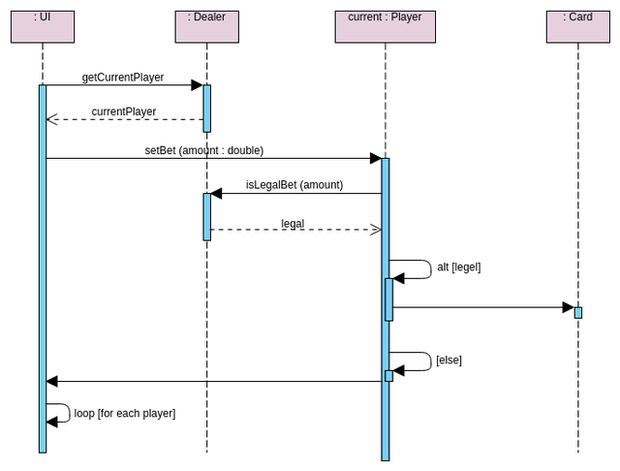 : UI
: Dealer
current : Player
: Card
getCurrentPlayer
currentPlayer
setBet (amount : double)
isLegalBet (amount)
legal
alt [legel]
[else]
loop [for each player]